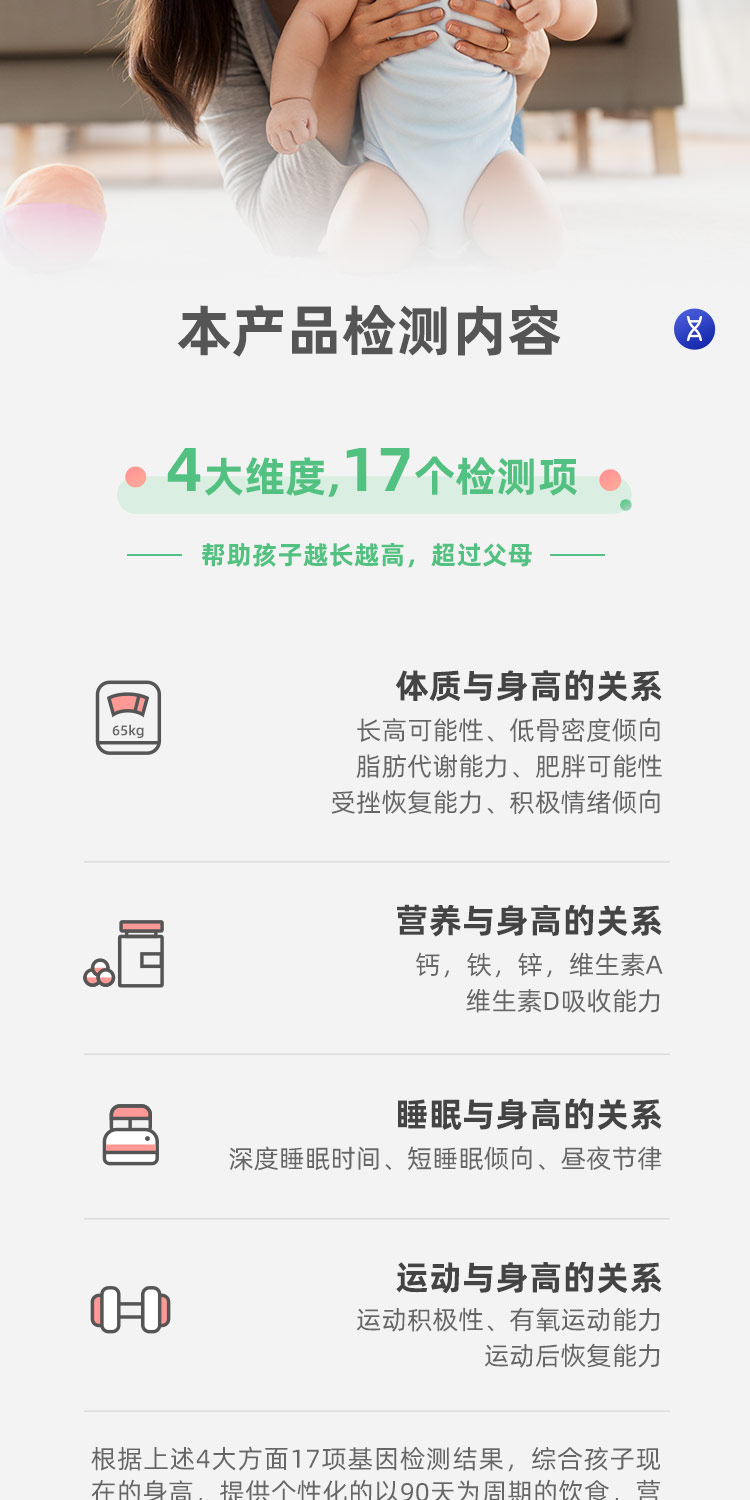 本产品检测内容
4大维度,17个检测项
帮助孩子越长越高，超过父母
65kg
体质与身高的关系
长高可能性、低骨密度倾向
脂肪代谢能力、肥胖可能性
受挫恢复能力、积极情绪倾向
营养与身高的关系
钙，铁，锌，维生素A
维生素D吸收能力
睡眠与身高的关系
深度睡眠时间、短睡眠倾向、昼夜节律
运动与身高的关系
运动积极性、有氧运动能力
运动后恢复能力
根据上述4大方面17项基因检测结果，综合孩子现
在的身高，提供个性化的以90天为周期的饮食，营